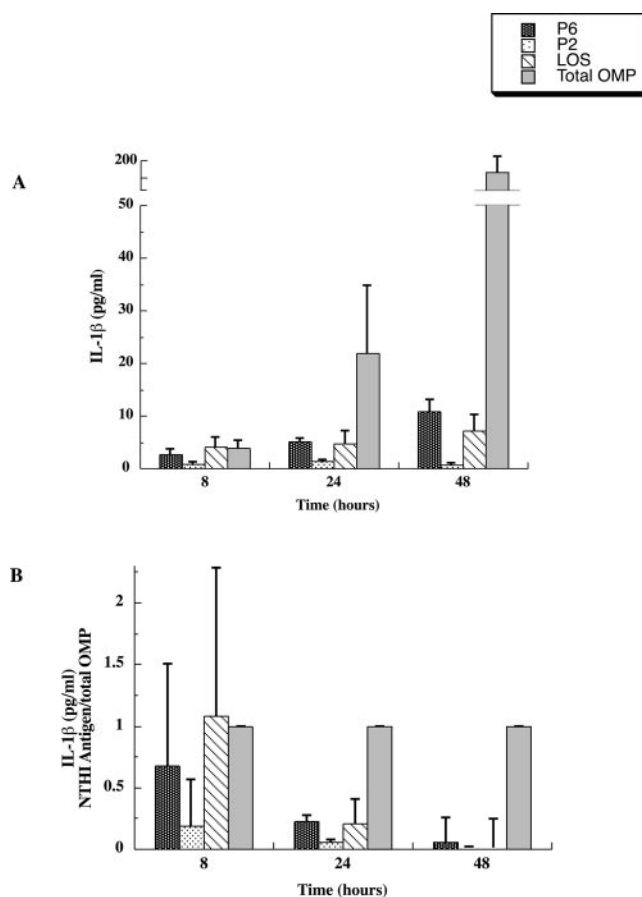 P6
P2
LOS
Total OMP
A
200
50
40
30
20
10
0
IL-1β (pg/ml)
8 24 48
Time (hours)
B
2
1.5
1
0.5
0
IL-1β (pg/ml)
NTHI Antigen/total OMP
8 24 48
Time (hours)